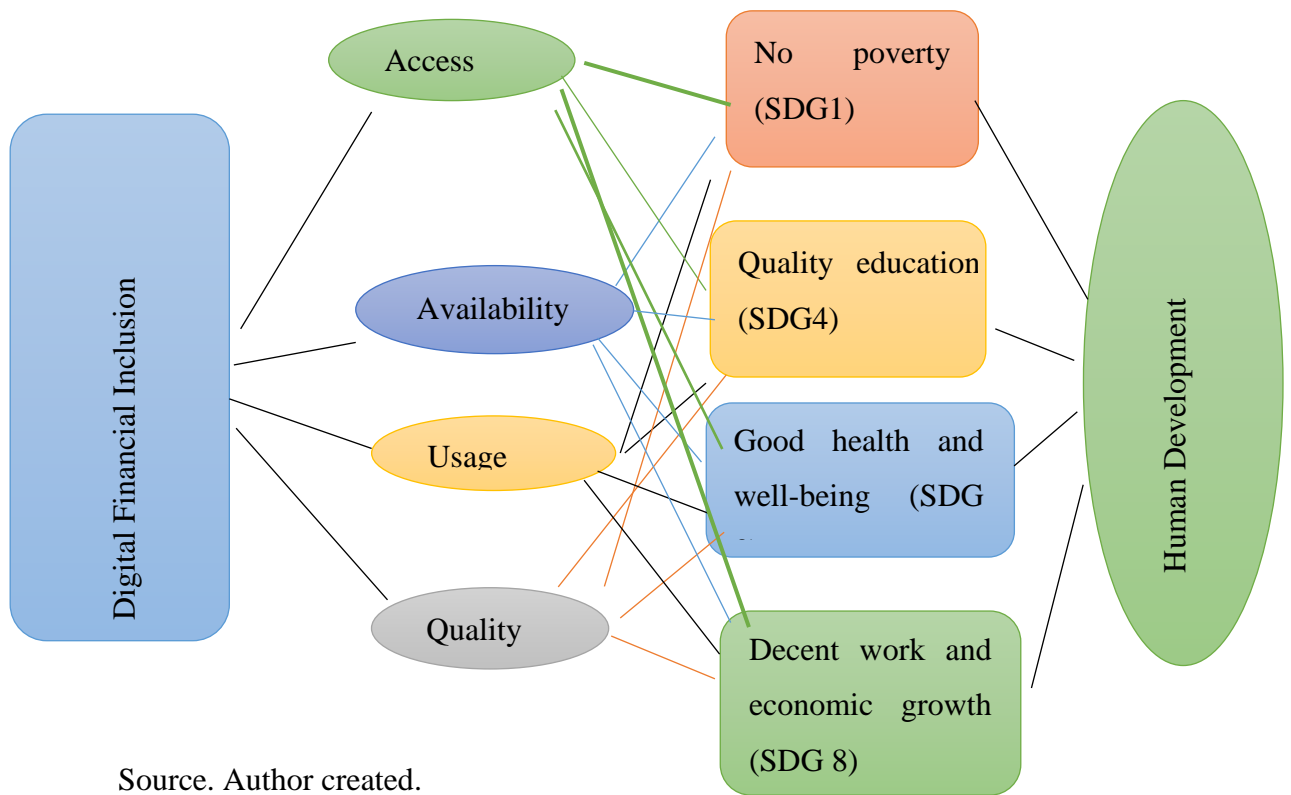 Digital Financial Inclusion
Access
Availability
Usage
Quality
No poverty
(SDG1)
Quality education
(SDG4)
Good health and
well-being (SDG
Decent work and
economic growth
(SDG 8)
Human Development
Source. Author created.